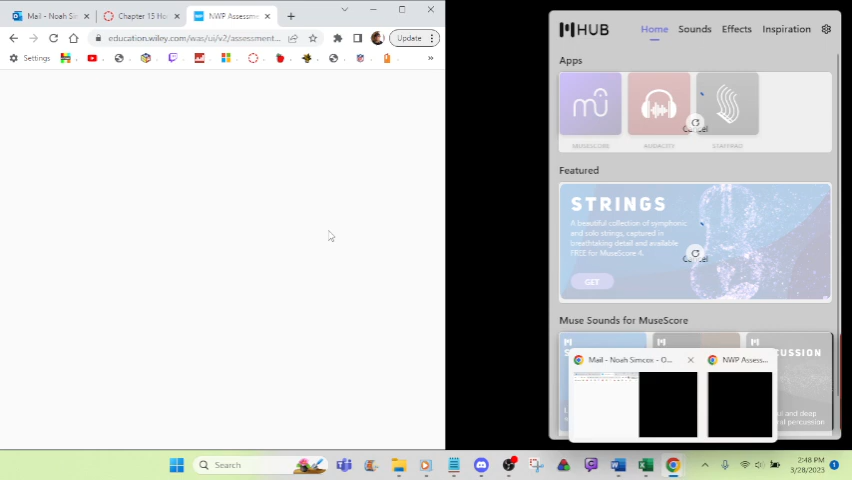 Mail - Noah Sim
Chapter 15 Ho
NWP Assessme
education.wiley.com/was/ui/v2/assessment...
Update
Settings
HUB
Home
Sounds
Effects
Inspiration
Apps
Cancel
MUSESCORE
AUDACITY
STAFFPAD
Featured
STRINGS
A beautiful collection of symphonic
and solo strings, captured in
breathtaking detail and available
FREE for MuseScore 4.
Cancel
GET
Muse Sounds for MuseScore
CUSSION
Mail - Noah Simcox - O...
NWP Assess...
ul and deep
ral percussion
Search
2:48 PM
3/28/2023